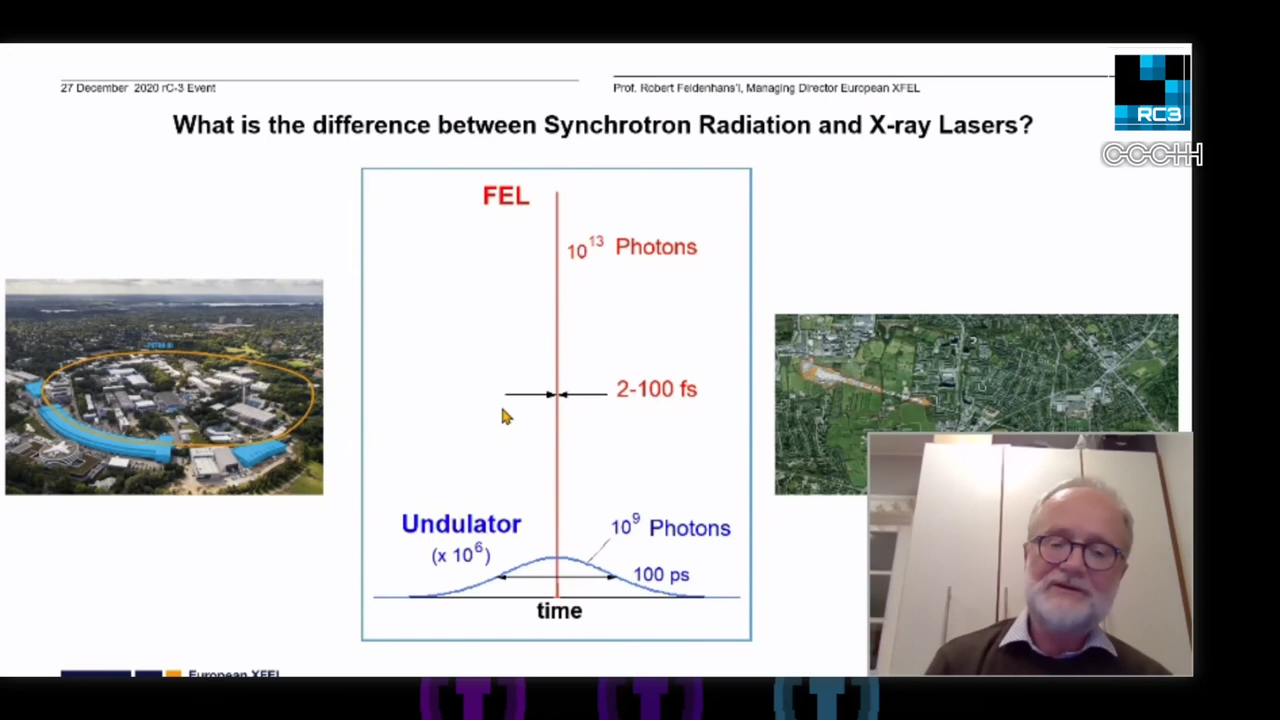 27 December 2020 rC-3 Event
Prof. Robert Feidenhans'l, Managing Director European XFEL
RC3
CCCHH
What is the difference between Synchrotron Radiation and X-ray Lasers?
FEL
10^13 Photons
2-100 fs
Undulator
(x 10^6)
10^9 Photons
100 ps
time
European XFEL